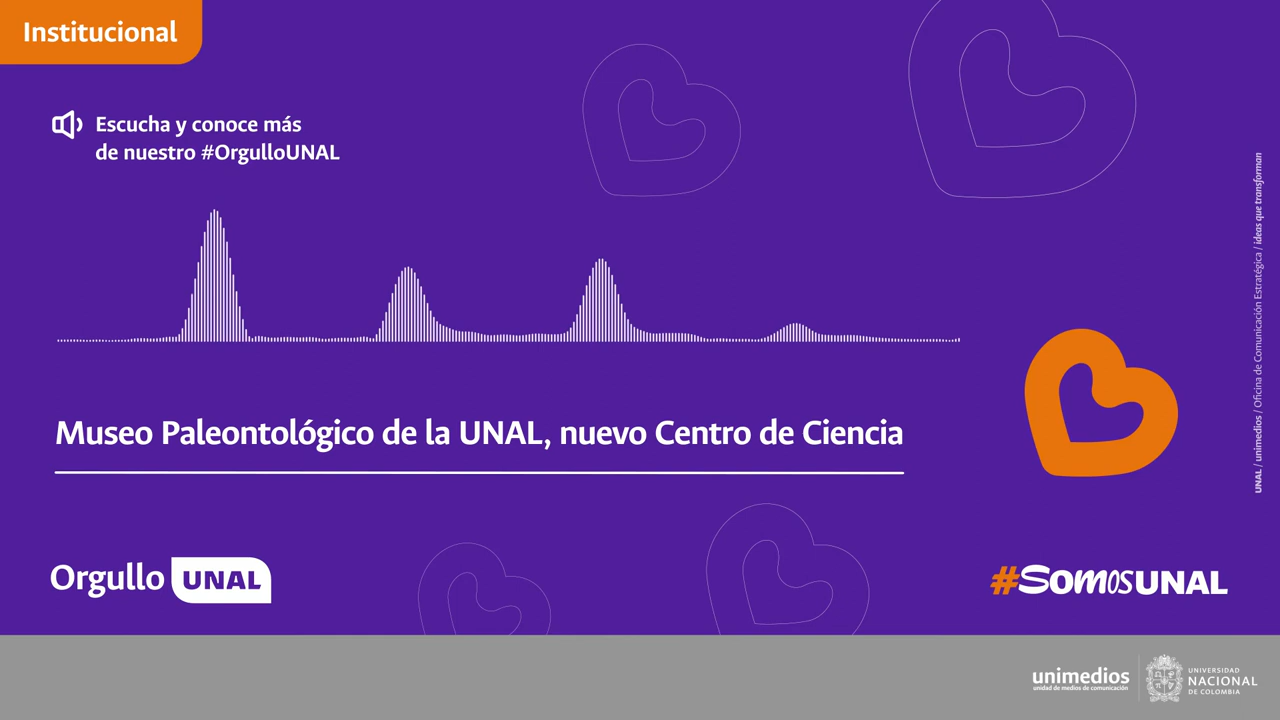 Institucional
Escucha y conoce más
de nuestro #OrgulloUNAL
UNAL / unimedios / Oficina de Comunicación Estratégica / ideas que transforman
Museo Paleontológico de la UNAL, nuevo Centro de Ciencia
Orgullo UNAL
#SomosUNAL
unimedios
unidad de medios de comunicación
UNIVERSIDAD
NACIONAL
DE COLOMBIA